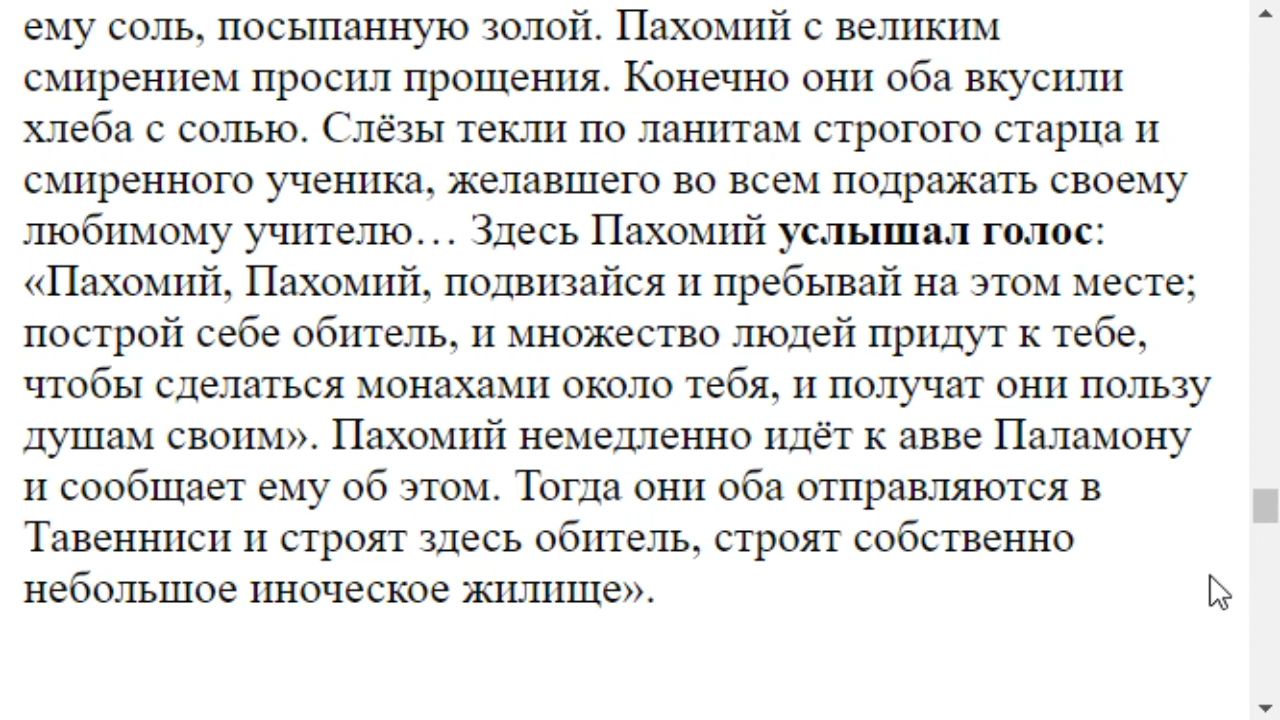 ему соль, посыпанную золой. Пахомий с великим
смирением просил прощения. Конечно они оба вкусили
хлеба с солью. Слёзы текли по ланитам строгого старца и
смиренного ученика, желавшего во всем подражать своему
любимому учителю… Здесь Пахомий услышал голос:
«Пахомий, Пахомий, подвизайся и пребывай на этом месте;
построй себе обитель, и множество людей придут к тебе,
чтобы сделаться монахами около тебя, и получат они пользу
душам своим». Пахомий немедленно идёт к авве Паламону
и сообщает ему об этом. Тогда они оба отправляются в
Тавенниси и строят здесь обитель, строят собственно
небольшое иноческое жилище».